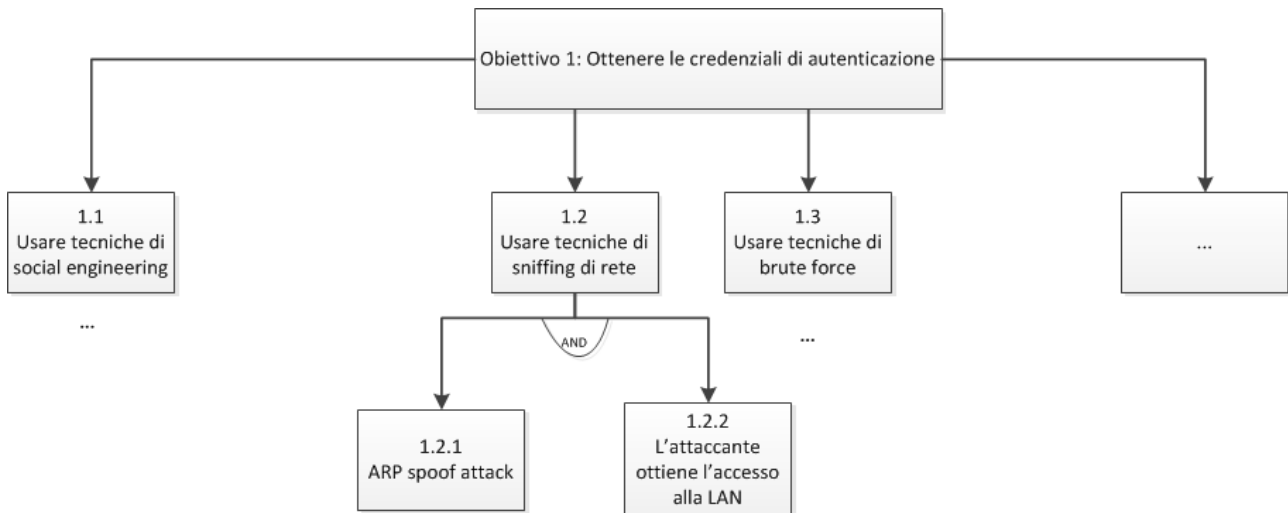 Obiettivo 1: Ottenere le credenziali di autenticazione
1.1
Usare tecniche di
social engineering
1.2
Usare tecniche di
sniffing di rete
1.3
Usare tecniche di
brute force
...
...
AND
...
1.2.1
ARP spoof attack
1.2.2
L'attaccante
ottiene l'accesso
alla LAN